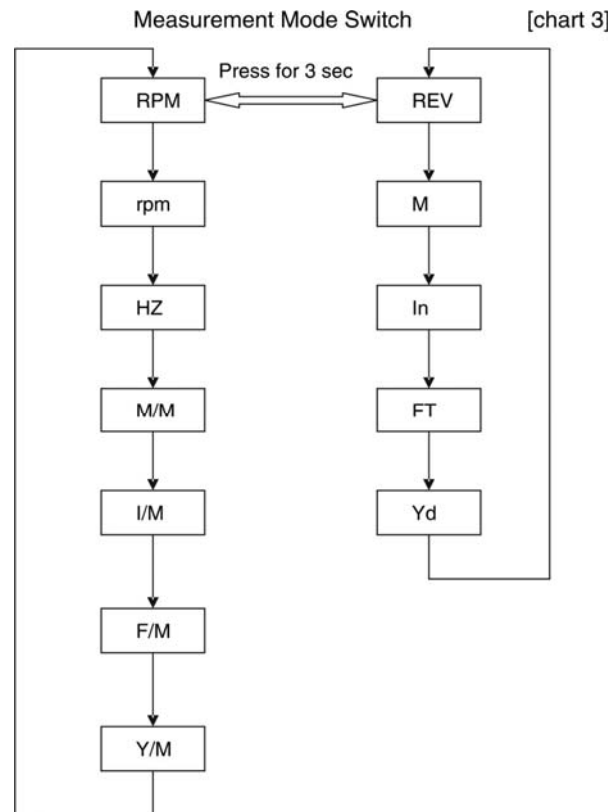 Measurement Mode Switch [chart 3]
Press for 3 sec
RPM
REV
rpm
M
HZ
In
M/M
FT
I/M
Yd
F/M
Y/M